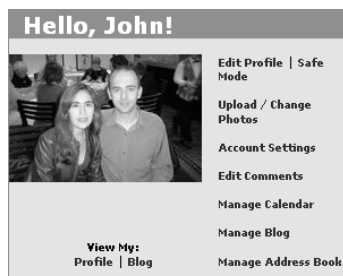 Hello, John!
Edit Profile | Safe
Mode
Upload / Change
Photos
Account Settings
Edit Comments
Manage Calendar
Manage Blog
Manage Address Book
View My:
Profile | Blog